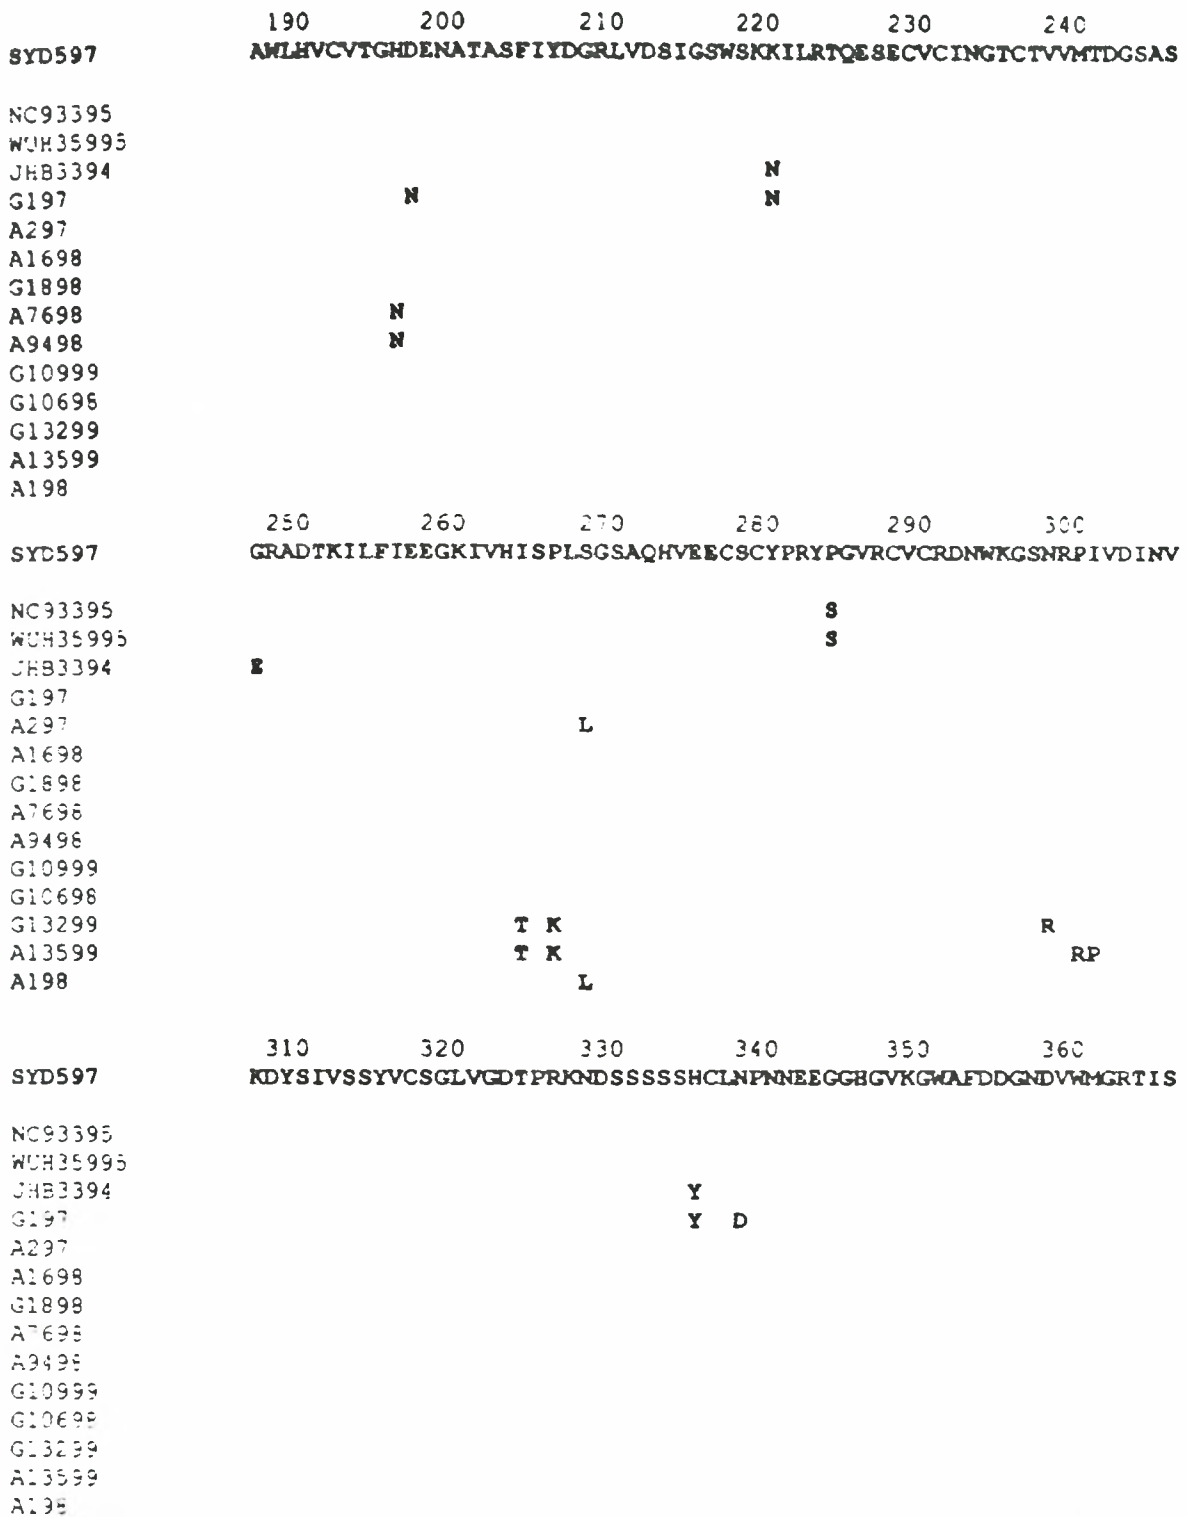 190 200 210 220 230 240
SYD597 AWLHVCVTGHDENATASFIYDGRLVDSIGSWSKKILRTQESECVCINGTCTVVMTDGSAS
NC93395
WUH35995
JHB3394 N
G197 N N
A297
A1698
G1898
A7698 N
A9498 N
G10999
G10698
G13299
A13599
A198
250 260 270 280 290 300
SYD597 GRADTKILFIEEGKIVHISPLSGSAQHVEECSCYPRYPGVRCVCRDNWKGSNRPIVDINV
NC93395 S
WUH35995 S
JHB3394 E
G197
A297 L
A1698
G1898
A7698
A9498
G10999
G10698
G13299 T K R
A13599 T K RP
A198 L
310 320 330 340 350 360
SYD597 KDYSIVSSYVCSGLVGDTPRKNDSSSSSHCLNPNNEEGGHGVKGWAFDDGNDVWMGRTIS
NC93395
WUH35995
JHB3394 Y
G197 Y D
A297
A1698
G1898
A7698
A9498
G10999
G10698
G13299
A13599
A198